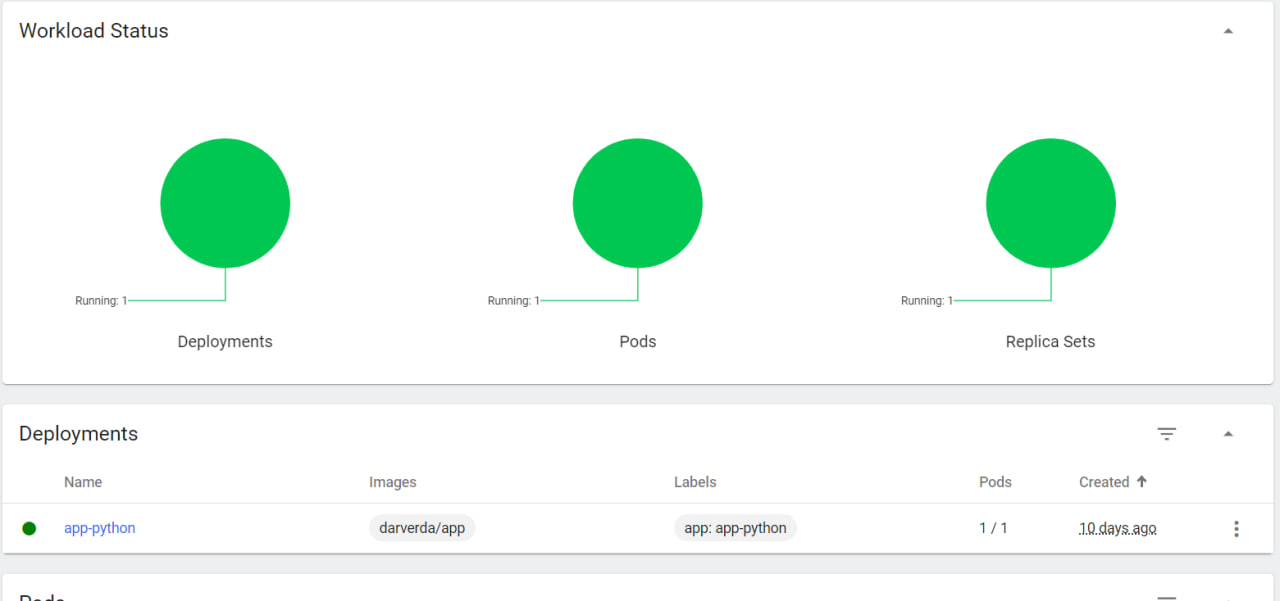 Workload Status
Running: 1 Running: 1 Running: 1
Deployments Pods Replica Sets
Deployments
Name Images Labels Pods Created
app-python darverda/app app: app-python 1 / 1 10 days ago
Pods